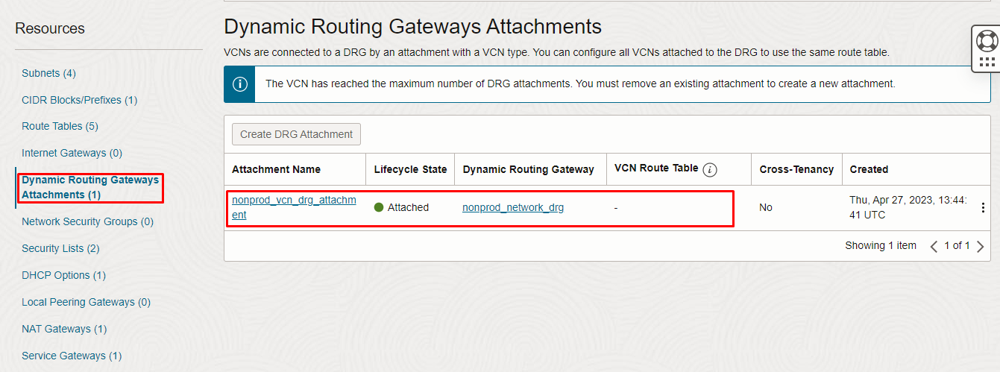 Resources
Subnets (4)
CIDR Blocks/Prefixes (1)
Route Tables (5)
Internet Gateways (0)
Dynamic Routing Gateways
Attachments (1)
Network Security Groups (0)
Security Lists (2)
DHCP Options (1)
Local Peering Gateways (0)
NAT Gateways (1)
Service Gateways (1)
Dynamic Routing Gateways Attachments
VCNs are connected to a DRG by an attachment with a VCN type. You can configure all VCNs attached to the DRG to use the same route table.
The VCN has reached the maximum number of DRG attachments. You must remove an existing attachment to create a new attachment.
Create DRG Attachment
Attachment Name Lifecycle State Dynamic Routing Gateway VCN Route Table i Cross-Tenancy Created
nonprod_vcn_drg_attachm Attached nonprod_network_drg - No Thu, Apr 27, 2023, 13:44:
ent 41 UTC
Showing 1 item < 1 of 1 >